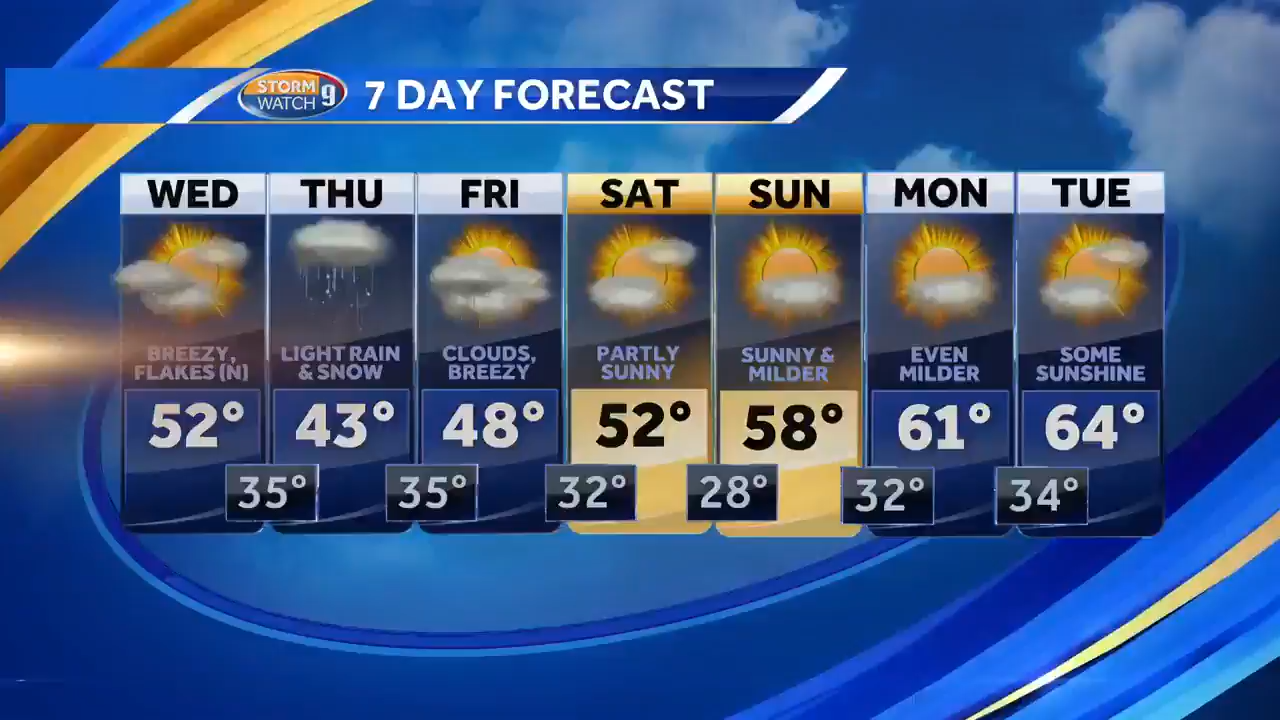 STORM
WATCH 9
7 DAY FORECAST
WED
THU
FRI
SAT
SUN
MON
TUE
BREEZY,
FLAKES (N)
LIGHT RAIN
& SNOW
CLOUDS,
BREEZY
PARTLY
SUNNY
SUNNY &
MILDER
EVEN
MILDER
SOME
SUNSHINE
52°
43°
48°
52°
58°
61°
64°
35°
35°
32°
28°
32°
34°